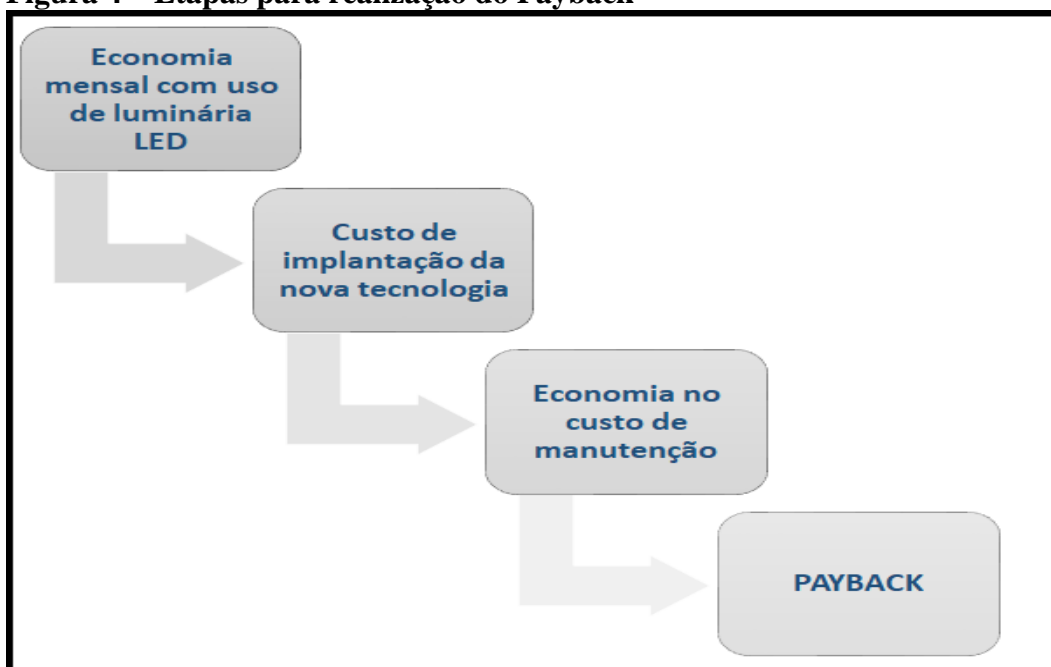 Figura 4 – Etapas para realização do Payback
Economia
mensal com uso
de luminária
LED
Custo de
implantação da
nova tecnologia
Economia no
custo de
manutenção
PAYBACK